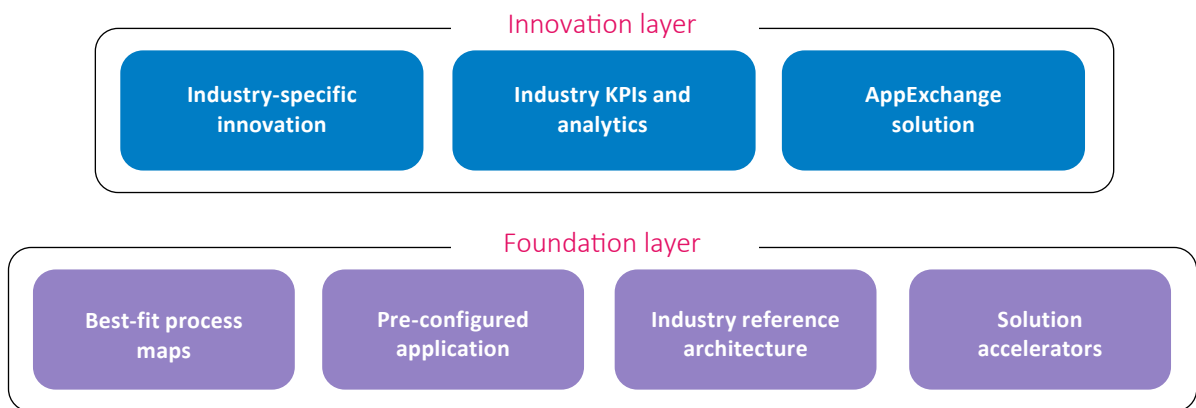 Innovation layer
Industry-specific
innovation
Industry KPIs and
analytics
AppExchange
solution
Foundation layer
Best-fit process
maps
Pre-configured
application
Industry reference
architecture
Solution
accelerators